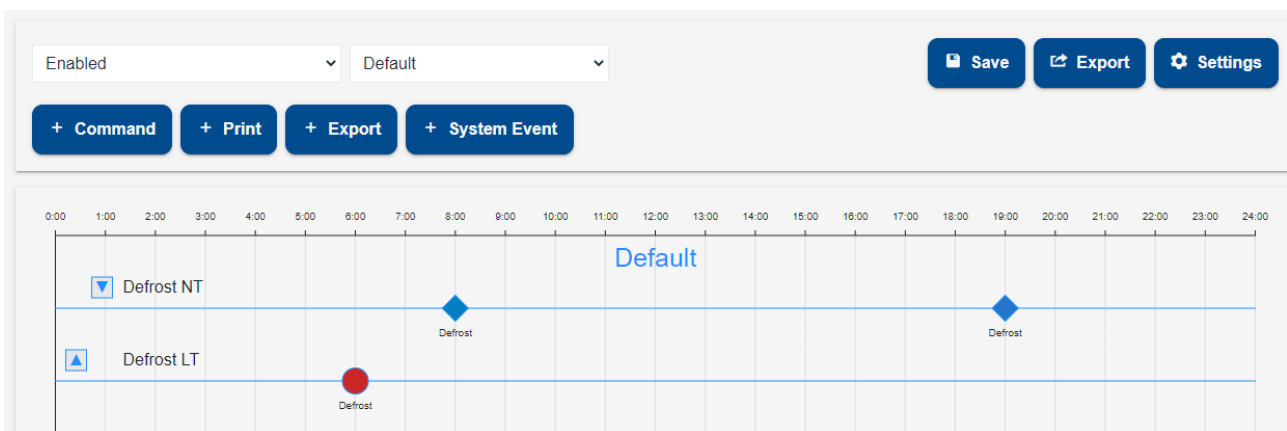 Enabled Default Save Export Settings
+ Command + Print + Export + System Event
0:00 1:00 2:00 3:00 4:00 5:00 6:00 7:00 8:00 9:00 10:00 11:00 12:00 13:00 14:00 15:00 16:00 17:00 18:00 19:00 20:00 21:00 22:00 23:00 24:00
Default
Defrost NT
Defrost Defrost
Defrost LT
Defrost